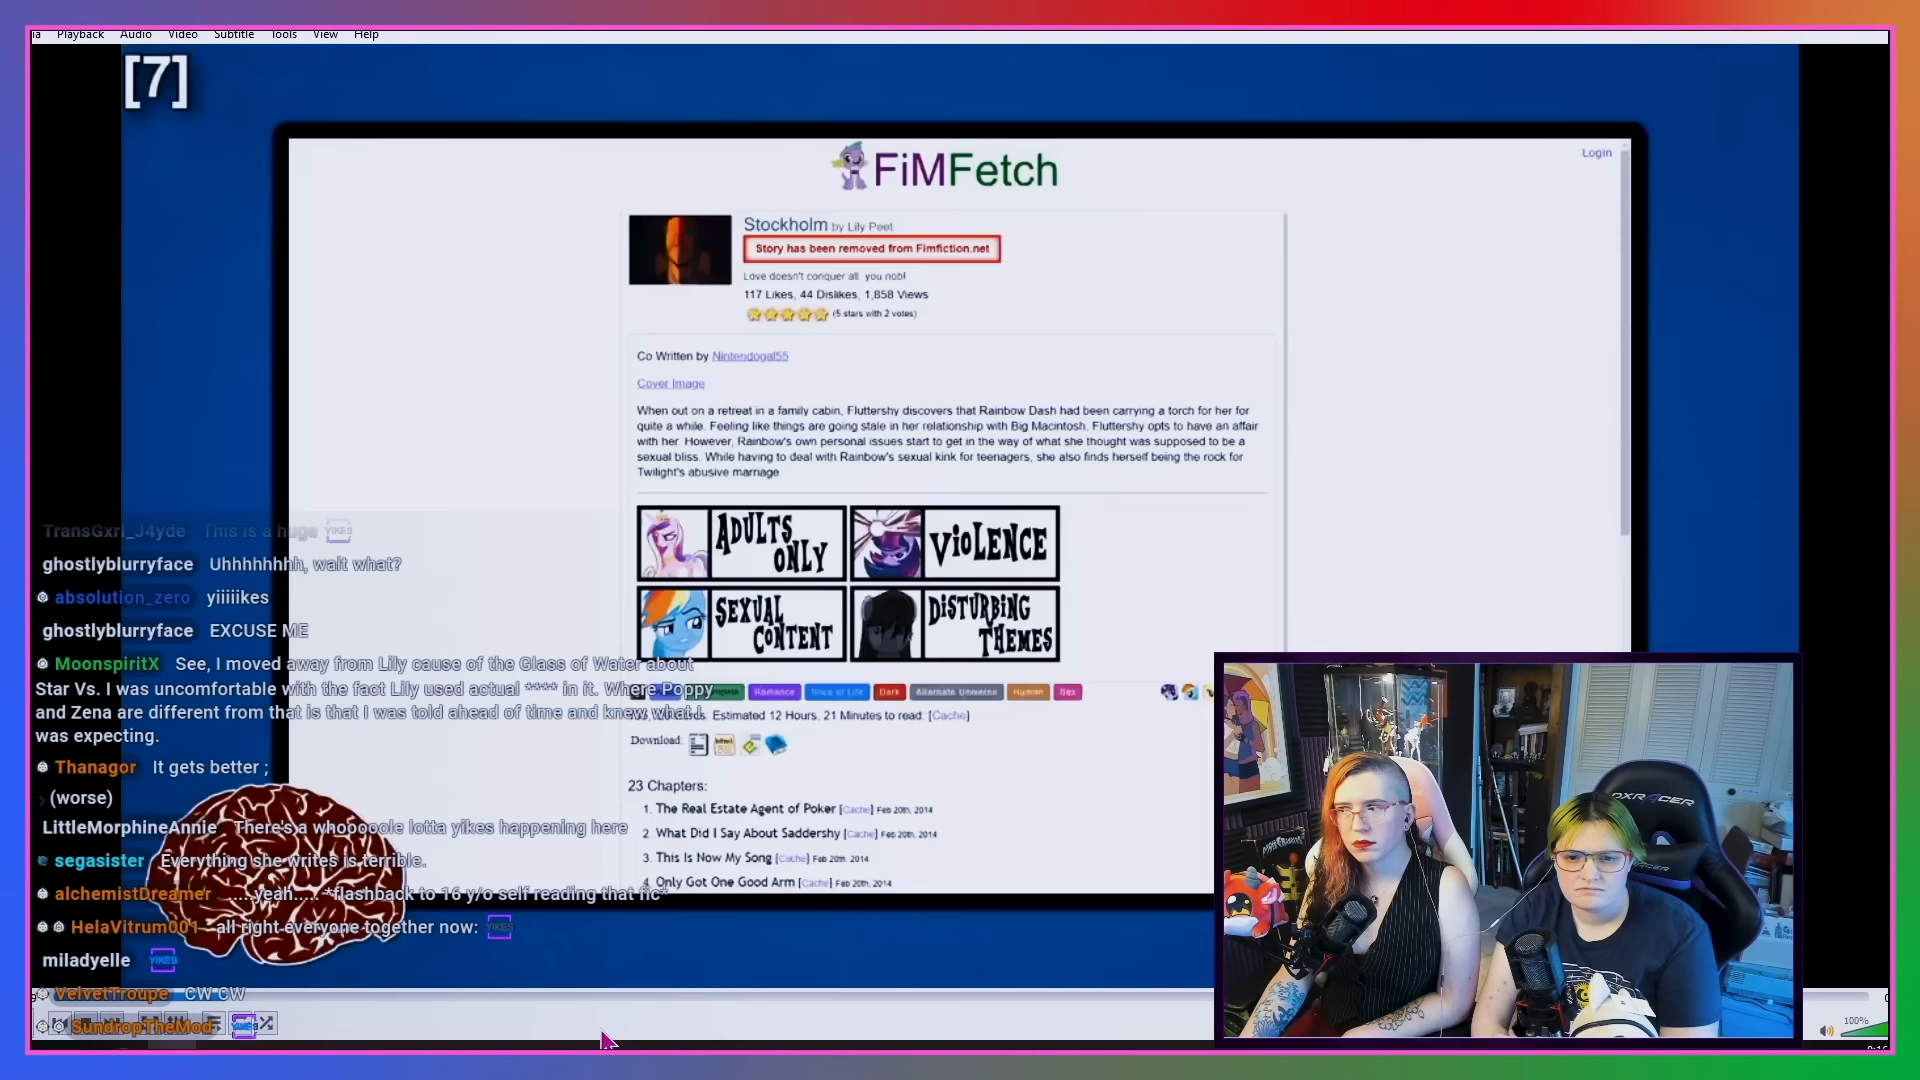 Playback Audio Video Subtitle Tools View Help
[7]
FiMFetch
Login
Stockholm by Lily Peet
Story has been removed from Fimfiction.net
Love doesn't conquer all you nob!
117 Likes, 44 Dislikes, 1,858 Views
(5 stars with 2 votes)
Co Written by Nintendogal55
Cover Image
When out on a retreat in a family cabin, Fluttershy discovers that Rainbow Dash had been carrying a torch for her for
quite a while. Feeling like things are going stale in her relationship with Big Macintosh, Fluttershy opts to have an affair
with her. However, Rainbow's own personal issues start to get in the way of what she thought was supposed to be a
sexual bliss. While having to deal with Rainbow's sexual kink for teenagers, she also finds herself being the rock for
Twilight's abusive marriage
ADULTS ONLY
VIOLENCE
SEXUAL CONTENT
DISTURBING THEMES
Romance Slice of Life Dark Alternate Universe Human Sex
Estimated 12 Hours, 21 Minutes to read: [Cache]
Download:
23 Chapters:
1. The Real Estate Agent of Poker [Cache] Feb 20th, 2014
2. What Did I Say About Saddershy [Cache] Feb 20th, 2014
3. This Is Now My Song [Cache] Feb 20th, 2014
4. Only Got One Good Arm [Cache] Feb 20th, 2014
TransGxrl_J4yde This is a huge YIKES
ghostlyblurryface Uhhhhhhhh, wait what?
absolution_zero yiiiiikes
ghostlyblurryface EXCUSE ME
MoonspiritX See, I moved away from Lily cause of the Glass of Water about
Star Vs. I was uncomfortable with the fact Lily used actual **** in it. Where Poppy
and Zena are different from that is that I was told ahead of time and knew what I
was expecting.
Thanagor It gets better ;
(worse)
LittleMorphineAnnie There's a whoooole lotta yikes happening here
segasister Everything she writes is terrible.
alchemistDreamer .....yeah..... *flashback to 16 y/o self reading that fic*
HelaVitrum001 all right everyone together now: YIKES
miladyelle YIKES
VelvetTroupe CW CW
SundropTheMod YIKES
DXRACER
100%